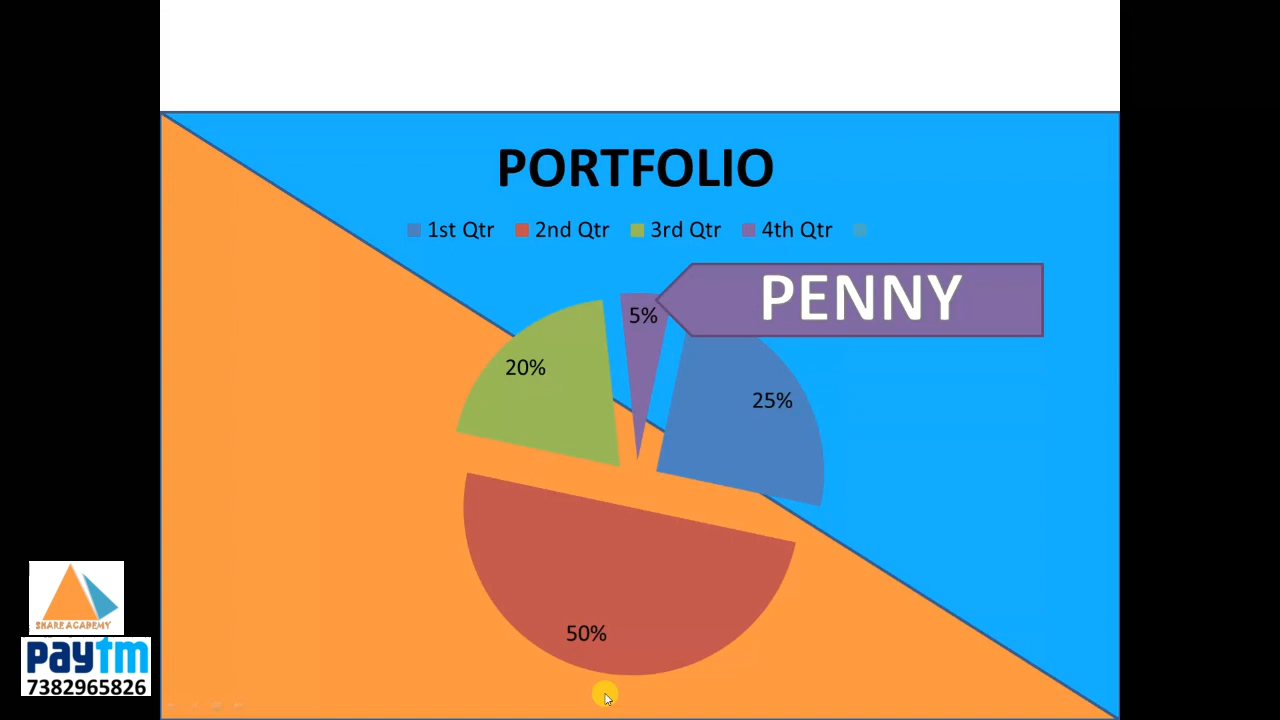 PORTFOLIO
1st Qtr 2nd Qtr 3rd Qtr 4th Qtr
PENNY
5%
20%
25%
50%
SHARE ACADEMY
paytm
7382965826